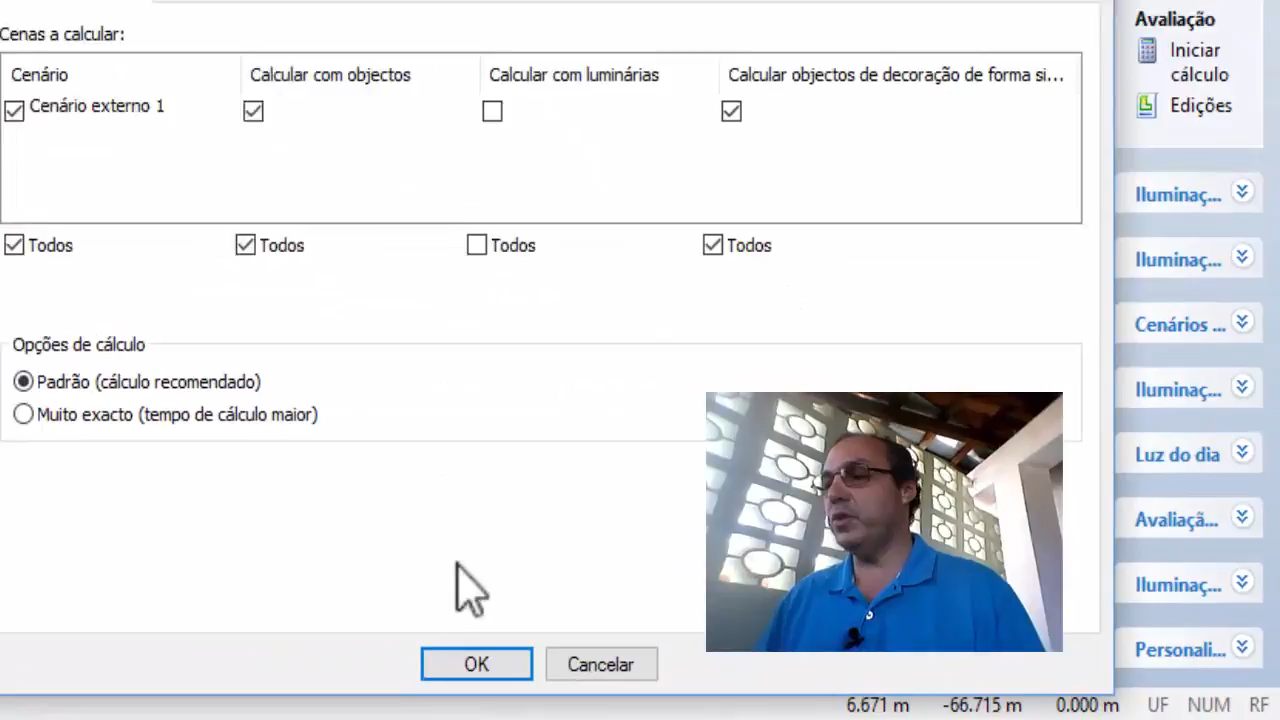 Cenas a calcular:
Cenário
Calcular com objectos
Calcular com luminárias
Calcular objectos de decoração de forma si...
Cenário externo 1
Todos
Todos
Todos
Todos
Opções de cálculo
Padrão (cálculo recomendado)
Muito exacto (tempo de cálculo maior)
OK
Cancelar
Avaliação
Iniciar
cálculo
Edições
Iluminaç...
Iluminaç...
Cenários ...
Iluminaç...
Luz do dia
Avaliaçã...
Iluminaç...
Personali...
6.671 m
-66.715 m
0.000 m
UF
NUM
RF